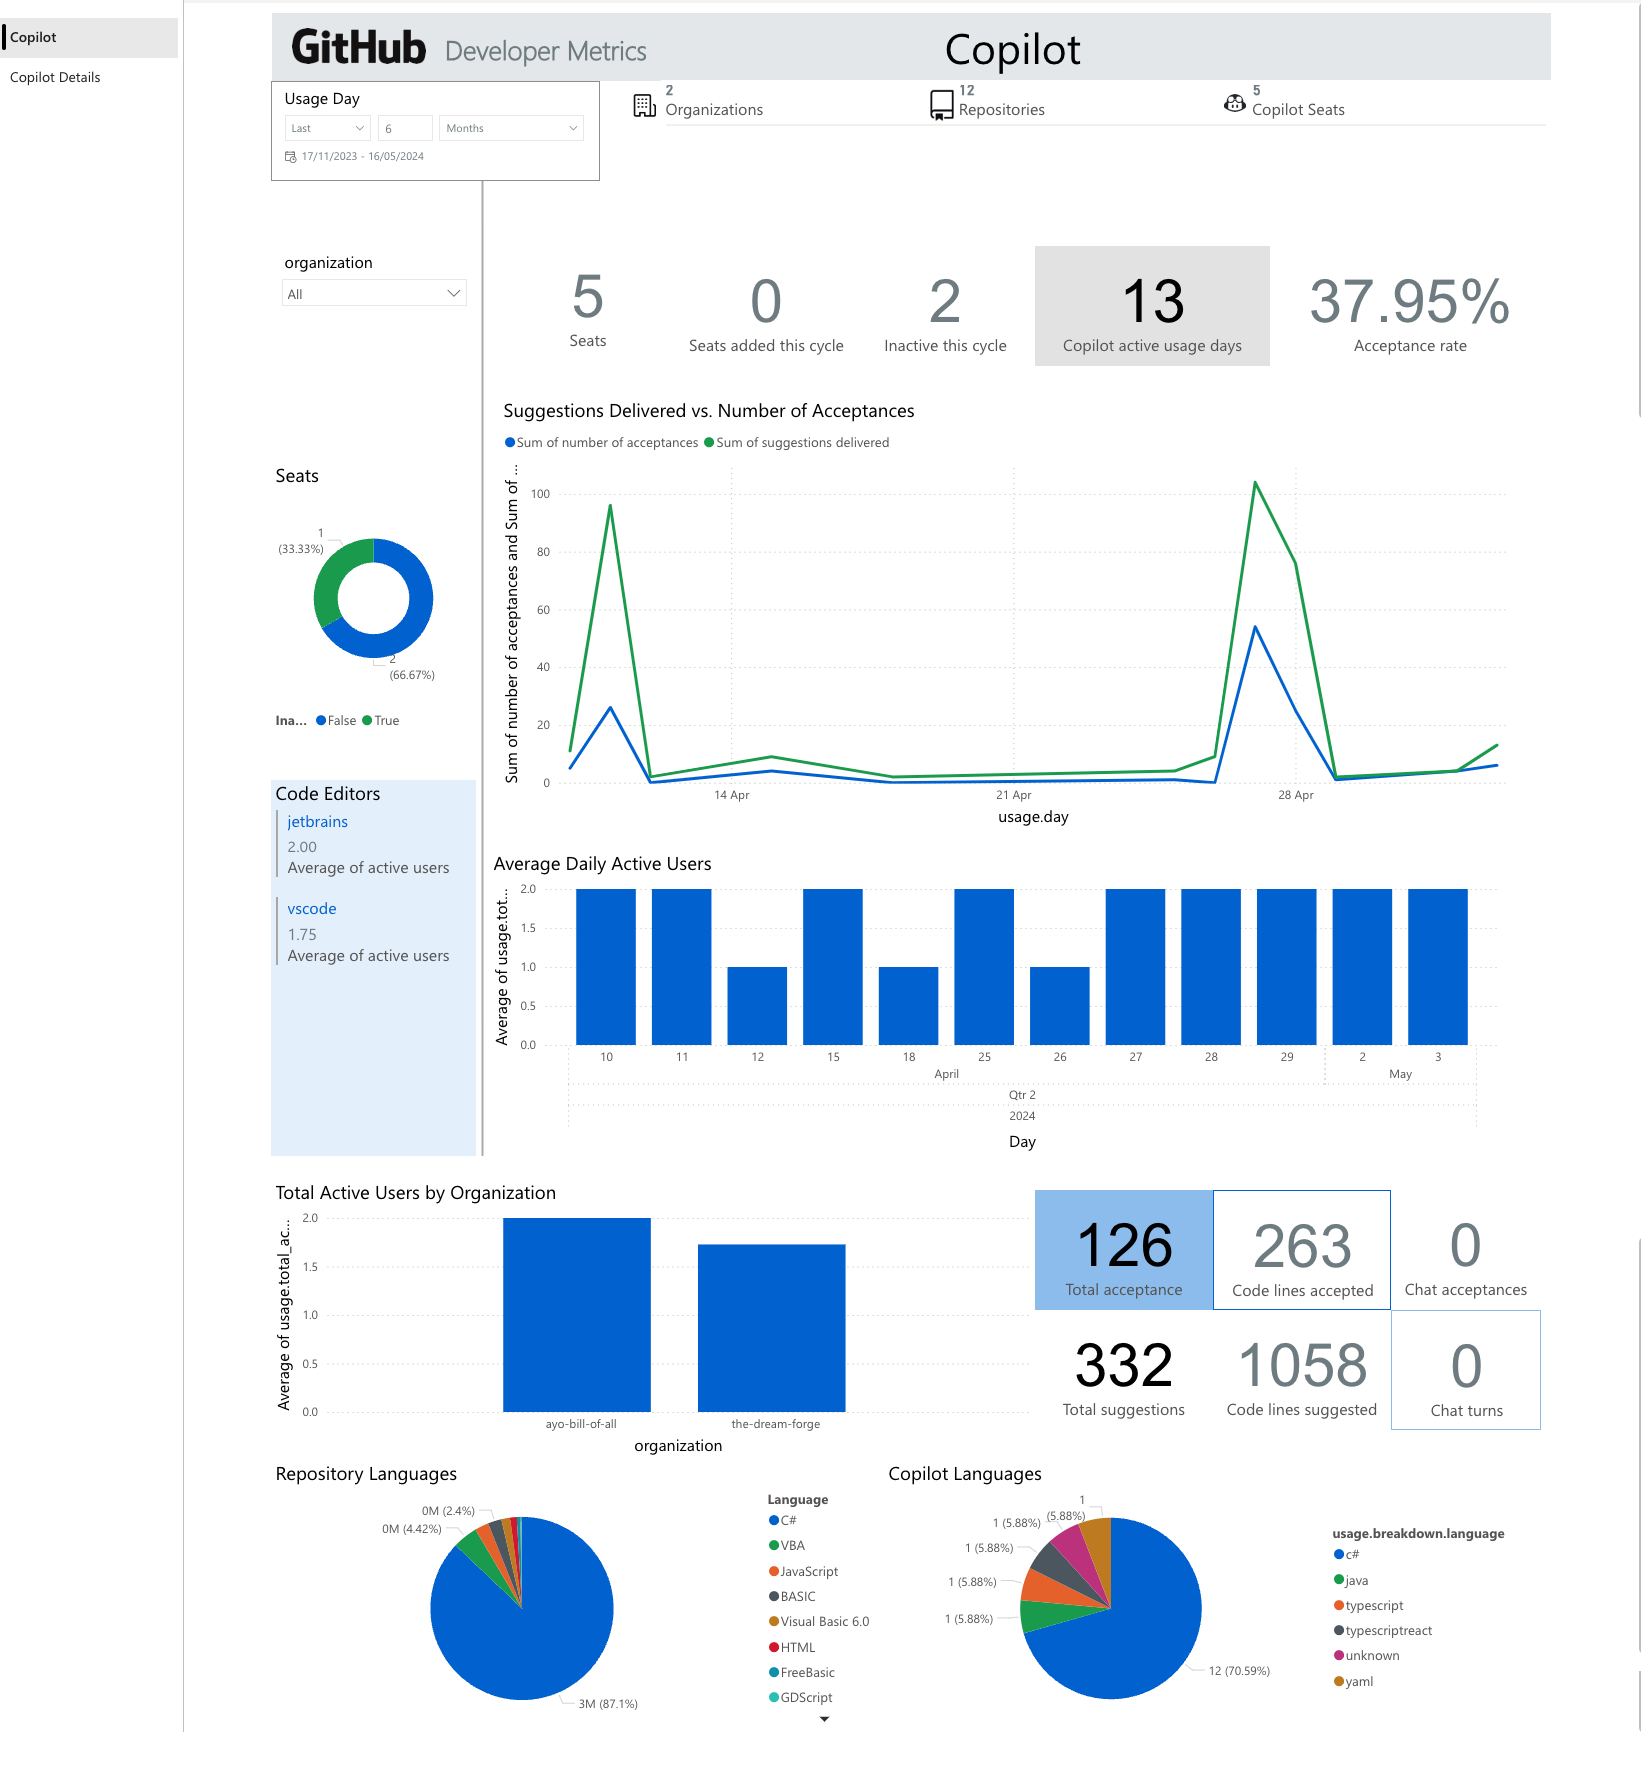 Copilot
Copilot Details
GitHub Developer Metrics
Copilot
Usage Day
Last
6
Months
17/11/2023 - 16/05/2024
2
Organizations
12
Repositories
5
Copilot Seats
organization
All
5
Seats
0
Seats added this cycle
2
Inactive this cycle
13
Copilot active usage days
37.95%
Acceptance rate
Seats
1
(33.33%)
2
(66.67%)
Ina... False True
Code Editors
jetbrains
2.00
Average of active users
vscode
1.75
Average of active users
Suggestions Delivered vs. Number of Acceptances
Sum of number of acceptances Sum of suggestions delivered
Sum of number of acceptances and Sum of ...
100
80
60
40
20
0
14 Apr 21 Apr 28 Apr
usage.day
Average Daily Active Users
Average of usage.tot...
2.0
1.5
1.0
0.5
0.0
10 11 12 15 18 25 26 27 28 29 2 3
April May
Qtr 2
2024
Day
Total Active Users by Organization
Average of usage.total_ac...
2.0
1.5
1.0
0.5
0.0
ayo-bill-of-all the-dream-forge
organization
126
Total acceptance
263
Code lines accepted
0
Chat acceptances
332
Total suggestions
1058
Code lines suggested
0
Chat turns
Repository Languages
0M (2.4%)
0M (4.42%)
3M (87.1%)
Language
C#
VBA
JavaScript
BASIC
Visual Basic 6.0
HTML
FreeBasic
GDScript
Copilot Languages
1
(5.88%)
1 (5.88%)
1 (5.88%)
1 (5.88%)
1 (5.88%)
12 (70.59%)
usage.breakdown.language
c#
java
typescript
typescriptreact
unknown
yaml